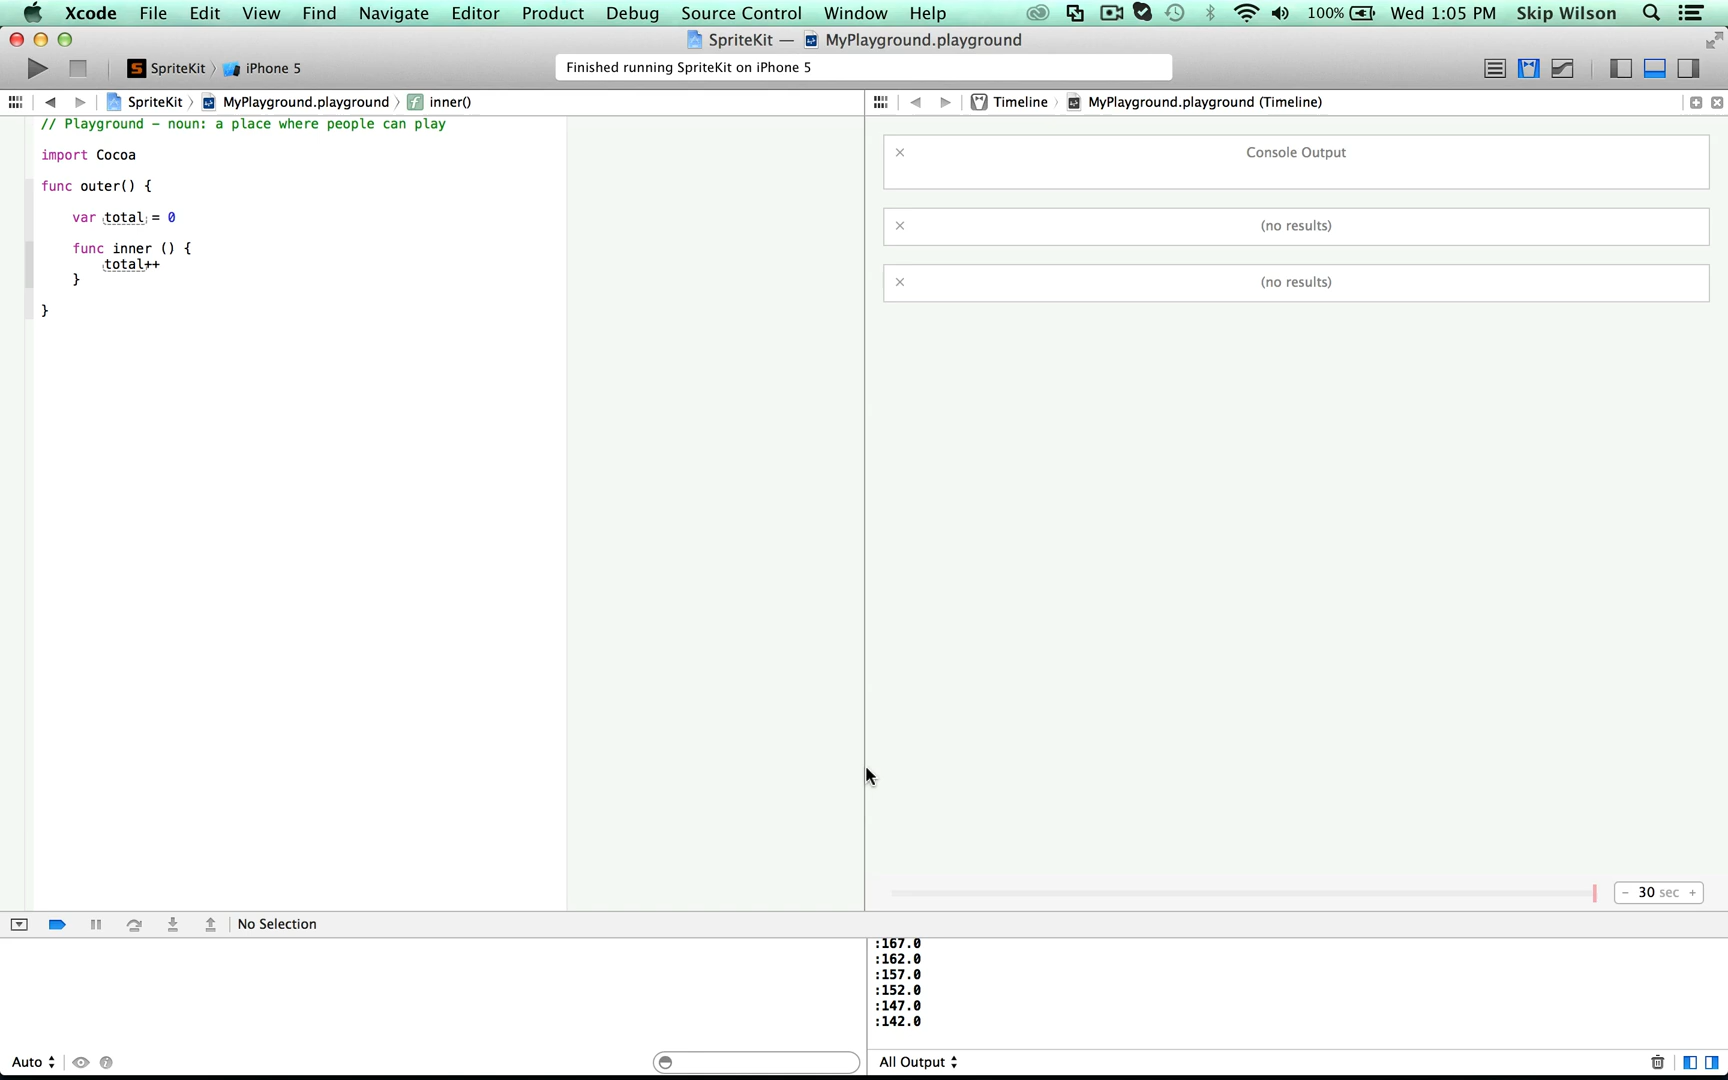 Xcode File Edit View Find Navigate Editor Product Debug Source Control Window Help 100% Wed 1:05 PM Skip Wilson
SpriteKit — MyPlayground.playground
SpriteKit iPhone 5 Finished running SpriteKit on iPhone 5
SpriteKit MyPlayground.playground f inner() Timeline MyPlayground.playground (Timeline)
// Playground - noun: a place where people can play
import Cocoa
func outer() {
var total = 0
func inner () {
total++
}
}
Console Output
(no results)
(no results)
- 30 sec +
No Selection
:167.0
:162.0
:157.0
:152.0
:147.0
:142.0
Auto All Output